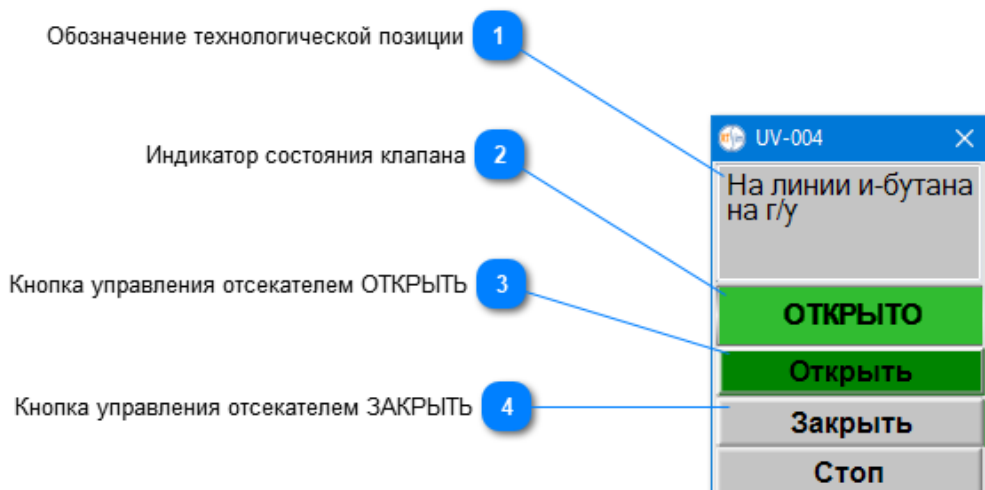 Обозначение технологической позиции 1
UV-004
Индикатор состояния клапана 2
На линии и-бутана
на г/у
Кнопка управления отсекателем ОТКРЫТЬ 3
ОТКРЫТО
Открыть
Кнопка управления отсекателем ЗАКРЫТЬ 4
Закрыть
Стоп